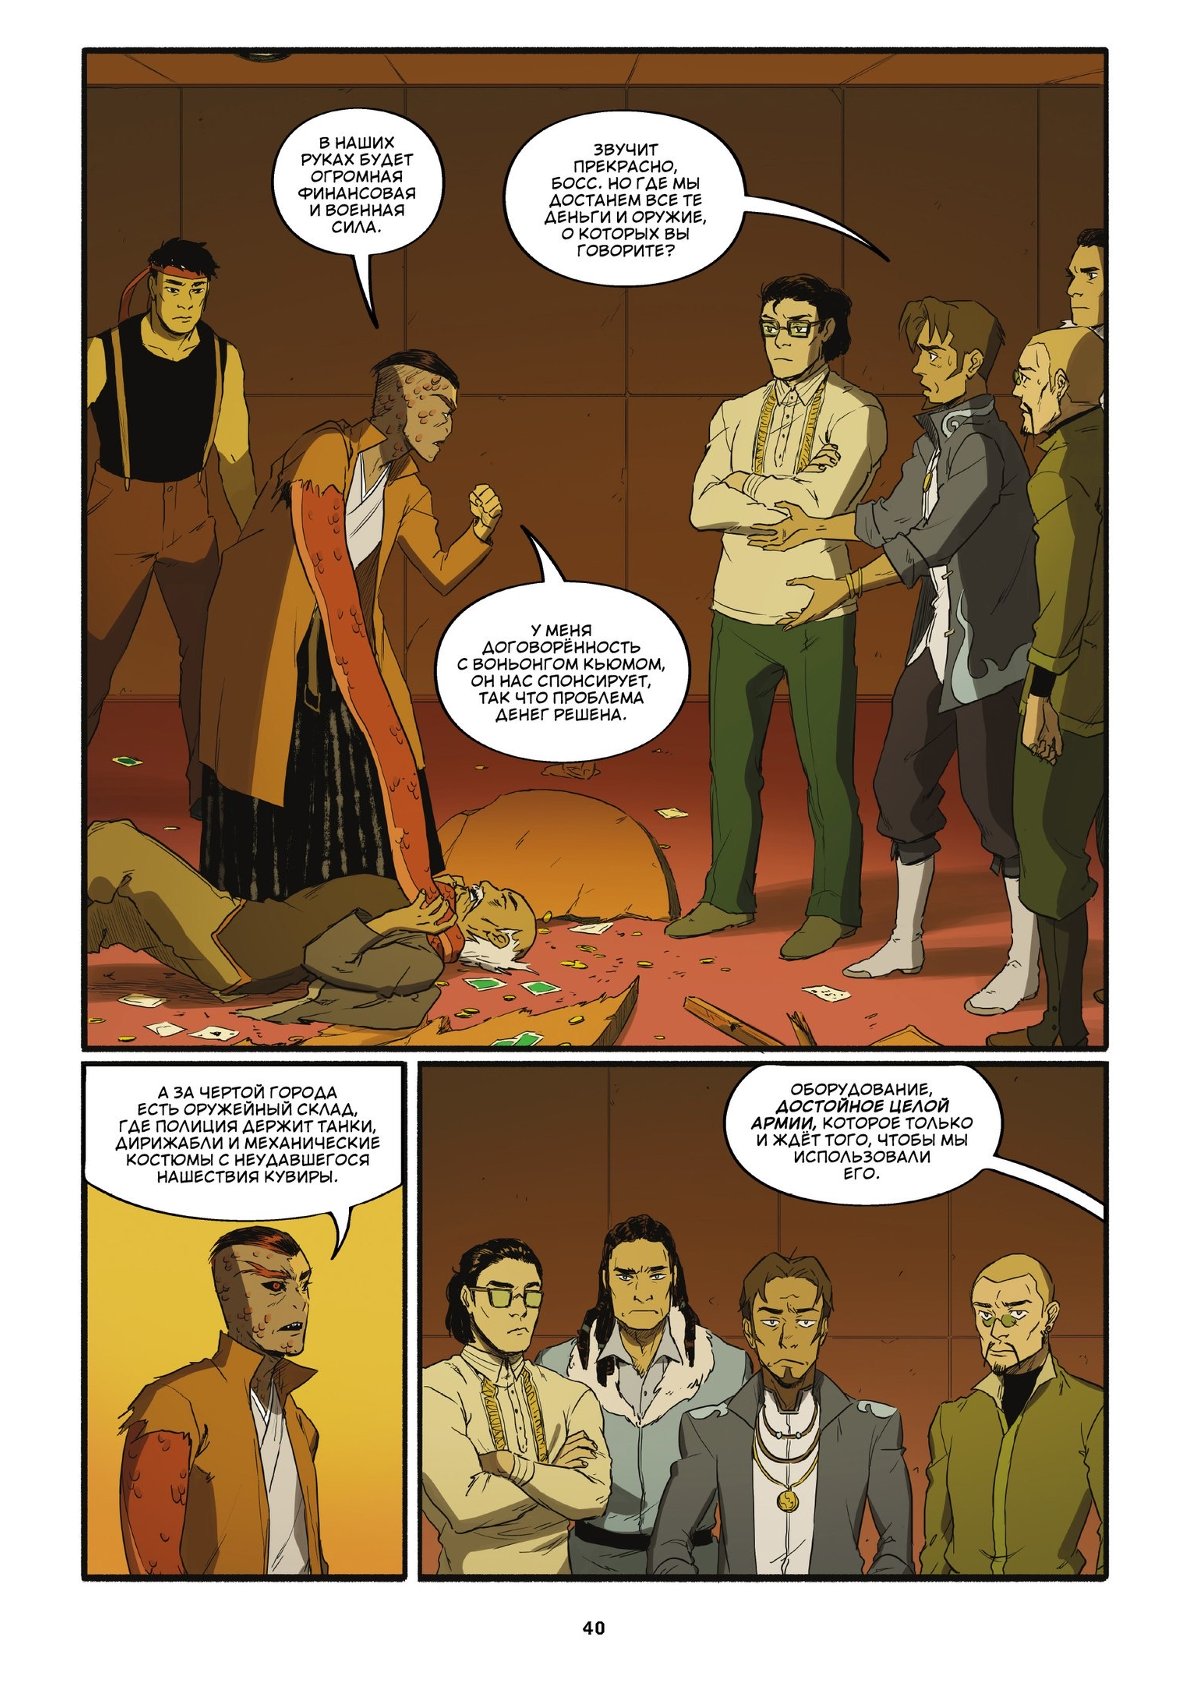 В НАШИХ
РУКАХ БУДЕТ
ОГРОМНАЯ
ФИНАНСОВАЯ
И ВОЕННАЯ
СИЛА.
ЗВУЧИТ
ПРЕКРАСНО,
БОСС. НО ГДЕ МЫ
ДОСТАНЕМ ВСЕ ТЕ
ДЕНЬГИ И ОРУЖИЕ,
О КОТОРЫХ ВЫ
ГОВОРИТЕ?
У МЕНЯ
ДОГОВОРЁННОСТЬ
С ВОНЬОНГОМ КЬЮМОМ,
ОН НАС СПОНСИРУЕТ,
ТАК ЧТО ПРОБЛЕМА
ДЕНЕГ РЕШЕНА.
А ЗА ЧЕРТОЙ ГОРОДА
ЕСТЬ ОРУЖЕЙНЫЙ СКЛАД,
ГДЕ ПОЛИЦИЯ ДЕРЖИТ ТАНКИ,
ДИРИЖАБЛИ И МЕХАНИЧЕСКИЕ
КОСТЮМЫ С НЕУДАВШЕГОСЯ
НАШЕСТВИЯ КУВИРЫ.
ОБОРУДОВАНИЕ,
ДОСТОЙНОЕ ЦЕЛОЙ
АРМИИ, КОТОРОЕ ТОЛЬКО
И ЖДЁТ ТОГО, ЧТОБЫ МЫ
ИСПОЛЬЗОВАЛИ
ЕГО.
40